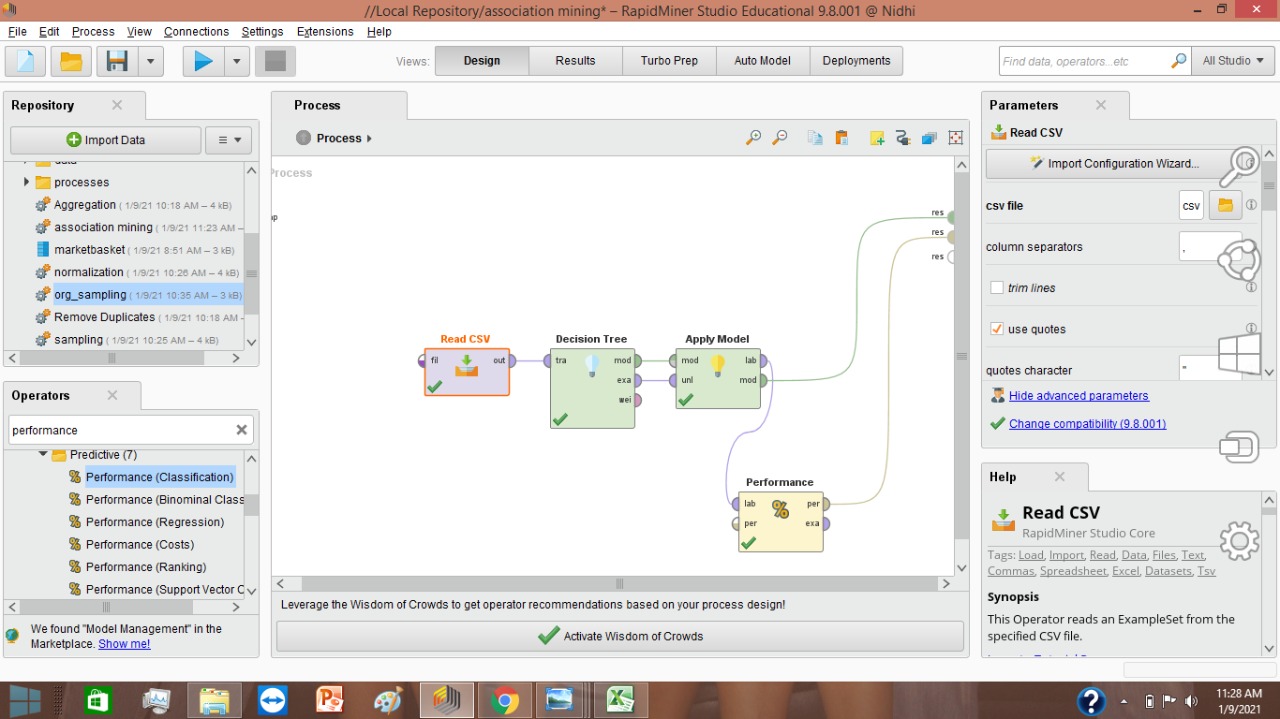 //Local Repository/association mining* – RapidMiner Studio Educational 9.8.001 @ Nidhi
File Edit Process View Connections Settings Extensions Help
Views: Design Results Turbo Prep Auto Model Deployments
Find data, operators...etc
All Studio
Repository
Import Data
processes
Aggregation ( 1/9/21 10:18 AM – 4 kB)
association mining ( 1/9/21 11:23 AM –
marketbasket ( 1/9/21 8:51 AM – 3 kB)
normalization ( 1/9/21 10:26 AM – 4 kB)
org_sampling ( 1/9/21 10:35 AM – 3 kB)
Remove Duplicates ( 1/9/21 10:18 AM -
sampling ( 1/9/21 10:25 AM – 4 kB)
Operators
performance
Predictive (7)
Performance (Classification)
Performance (Binominal Class
Performance (Regression)
Performance (Costs)
Performance (Ranking)
Performance (Support Vector C
We found "Model Management" in the
Marketplace. Show me!
Process
Process
Process
res
res
res
Read CSV
fil out
Decision Tree
tra mod
exa
wei
Apply Model
mod lab
unl mod
Performance
lab per
per exa
Leverage the Wisdom of Crowds to get operator recommendations based on your process design!
Activate Wisdom of Crowds
Parameters
Read CSV
Import Configuration Wizard...
csv file csv
column separators ,
trim lines
use quotes
quotes character "
Hide advanced parameters
Change compatibility (9.8.001)
Help
Read CSV
RapidMiner Studio Core
Tags: Load, Import, Read, Data, Files, Text,
Commas, Spreadsheet, Excel, Datasets, Tsv
Synopsis
This Operator reads an ExampleSet from the
specified CSV file.
11:28 AM
1/9/2021